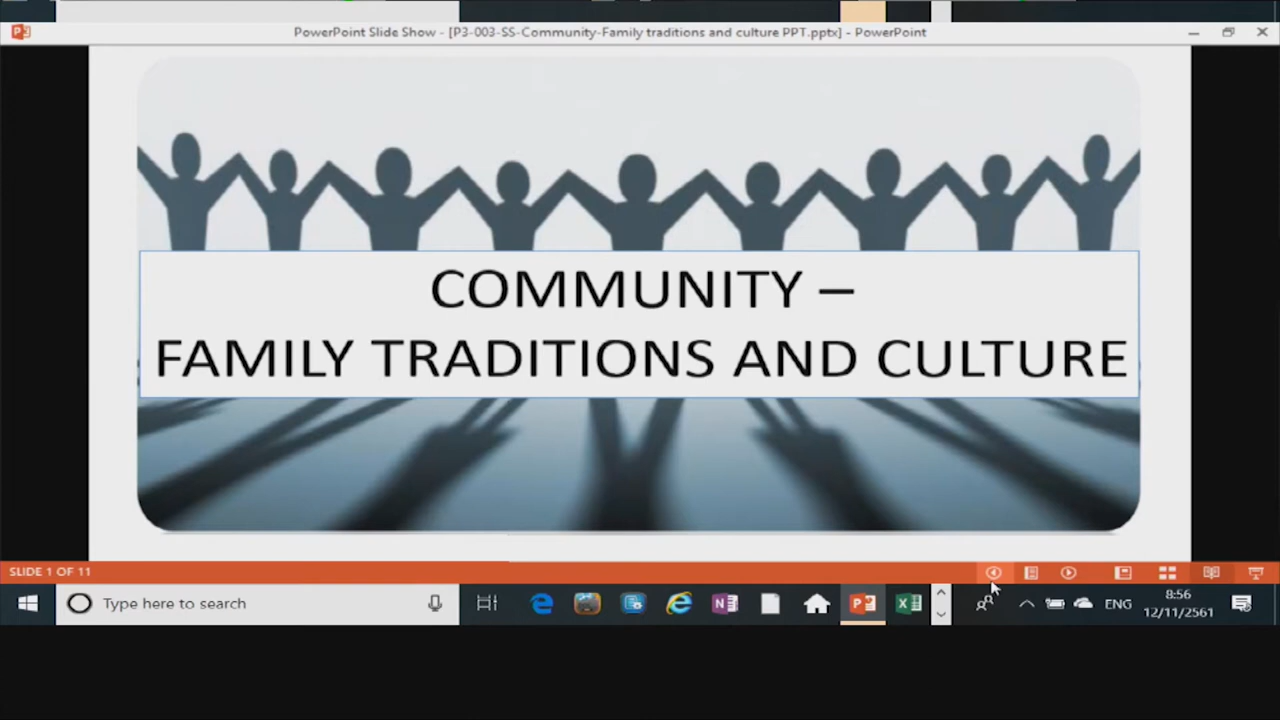 PowerPoint Slide Show - [P3-003-SS-Community-Family traditions and culture PPT.pptx] - PowerPoint
COMMUNITY –
FAMILY TRADITIONS AND CULTURE
SLIDE 1 OF 11
Type here to search
ENG
8:56
12/11/2561